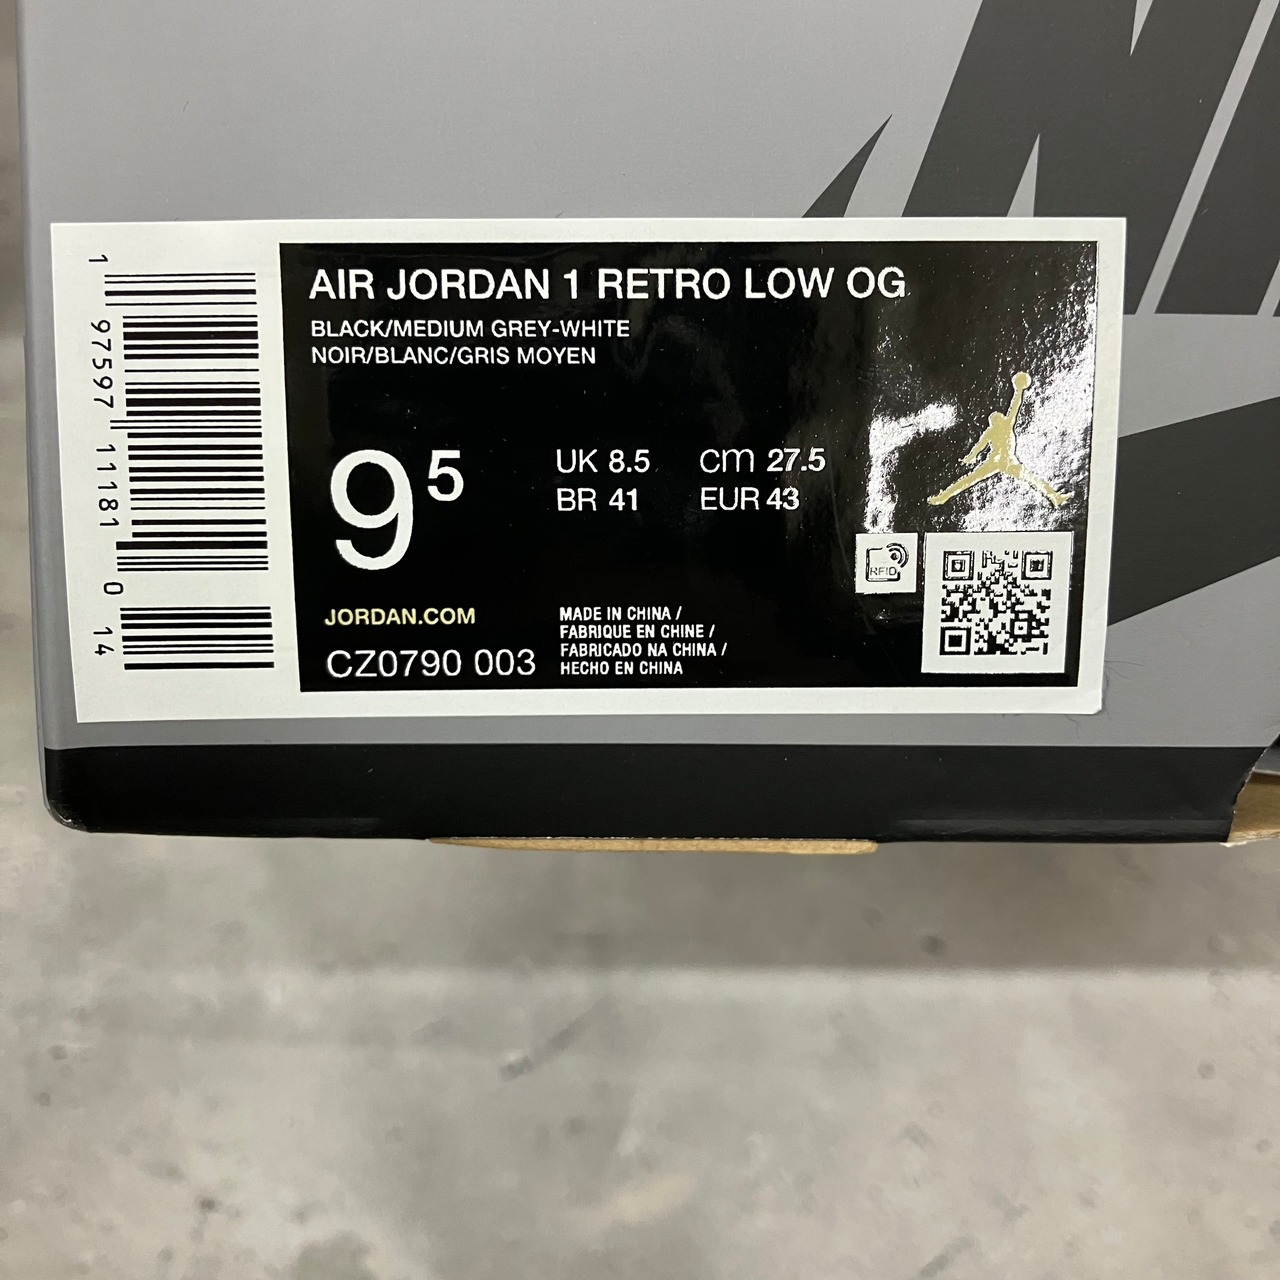 AIR JORDAN 1 RETRO LOW OG
BLACK/MEDIUM GREY-WHITE
NOIR/BLANC/GRIS MOYEN
9⁵
UK 8.5 cm 27.5
BR 41 EUR 43
RFID
JORDAN.COM
CZ0790 003
MADE IN CHINA /
FABRIQUE EN CHINE /
FABRICADO NA CHINA /
HECHO EN CHINA
1 97597 11181 0 14